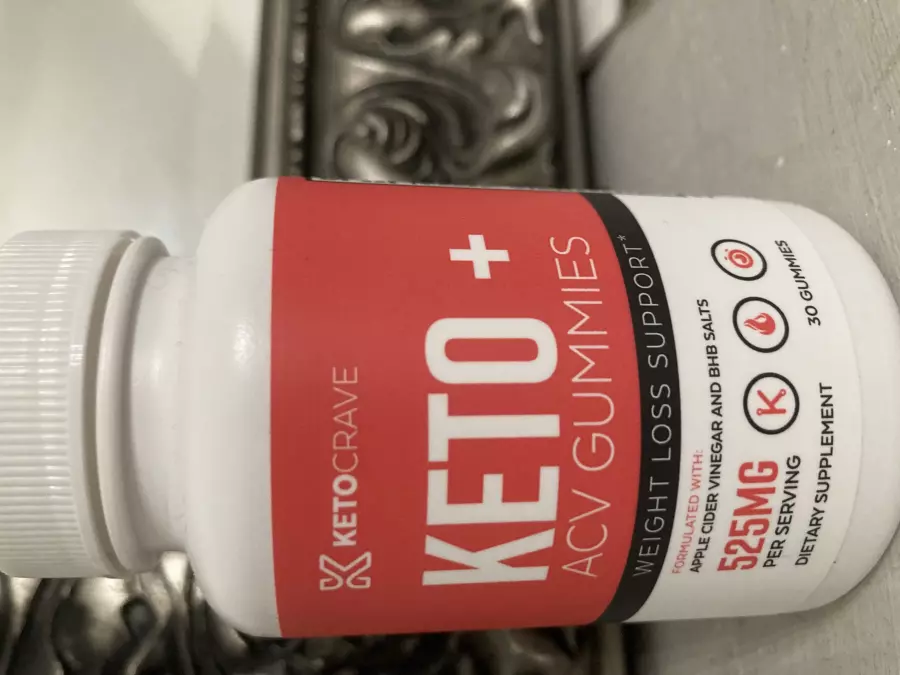 KETOCRAVE
KETO +
ACV GUMMIES
WEIGHT LOSS SUPPORT*
FORMULATED WITH:
APPLE CIDER VINEGAR AND BHB SALTS
525MG
PER SERVING
DIETARY SUPPLEMENT
30 GUMMIES